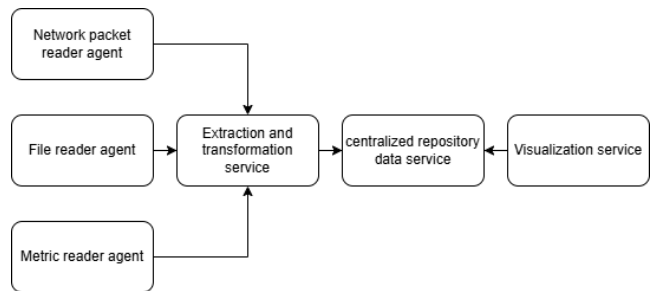 Network packet
reader agent
File reader agent
Extraction and
transformation
service
centralized repository
data service
Visualization service
Metric reader agent